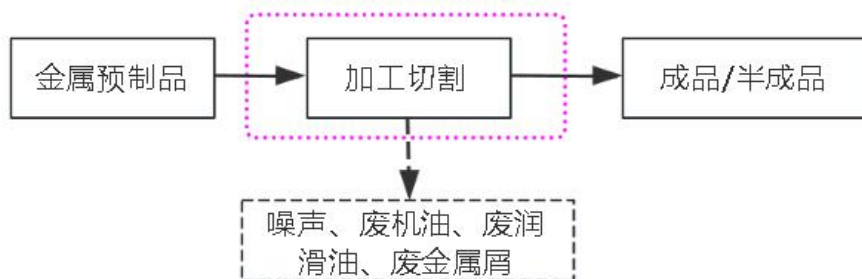 金属预制品
加工切割
成品/半成品
噪声、废机油、废润
滑油、废金属屑